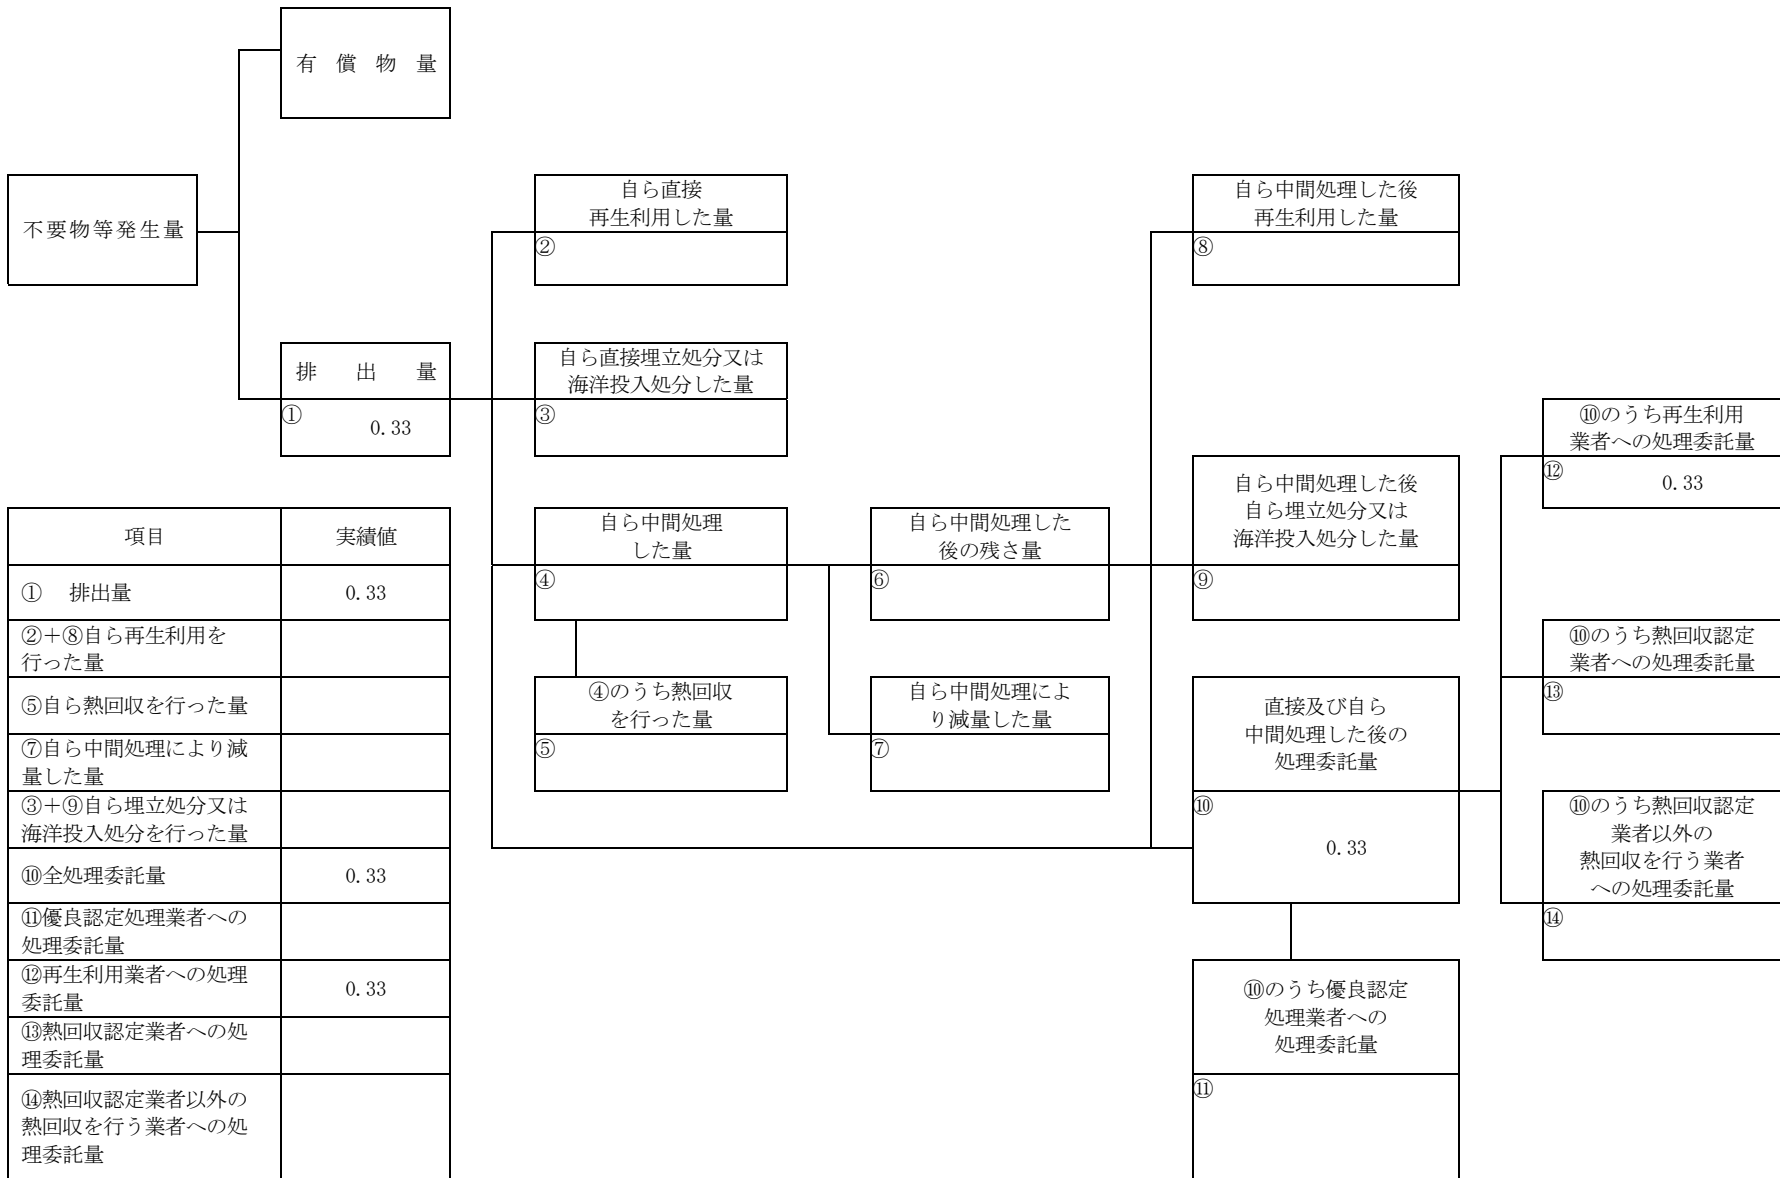 有 償 物 量
不要物等発生量
自ら直接
再生利用した量
②
自ら中間処理した後
再生利用した量
⑧
排 出 量
① 0.33
自ら直接埋立処分又は
海洋投入処分した量
③
⑩のうち再生利用
業者への処理委託量
⑫ 0.33
自ら中間処理
した量
④
自ら中間処理した
後の残さ量
⑥
自ら中間処理した後
自ら埋立処分又は
海洋投入処分した量
⑨
⑩のうち熱回収認定
業者への処理委託量
⑬
④のうち熱回収
を行った量
⑤
自ら中間処理によ
り減量した量
⑦
直接及び自ら
中間処理した後の
処理委託量
⑩
0.33
⑩のうち熱回収認定
業者以外の
熱回収を行う業者
への処理委託量
⑭
⑩のうち優良認定
処理業者への
処理委託量
⑪
項目 実績値
① 排出量 0.33
②+⑧自ら再生利用を
行った量
⑤自ら熱回収を行った量
⑦自ら中間処理により減
量した量
③+⑨自ら埋立処分又は
海洋投入処分を行った量
⑩全処理委託量 0.33
⑪優良認定処理業者への
処理委託量
⑫再生利用業者への処理
委託量 0.33
⑬熱回収認定業者への処
理委託量
⑭熱回収認定業者以外の
熱回収を行う業者への処
理委託量